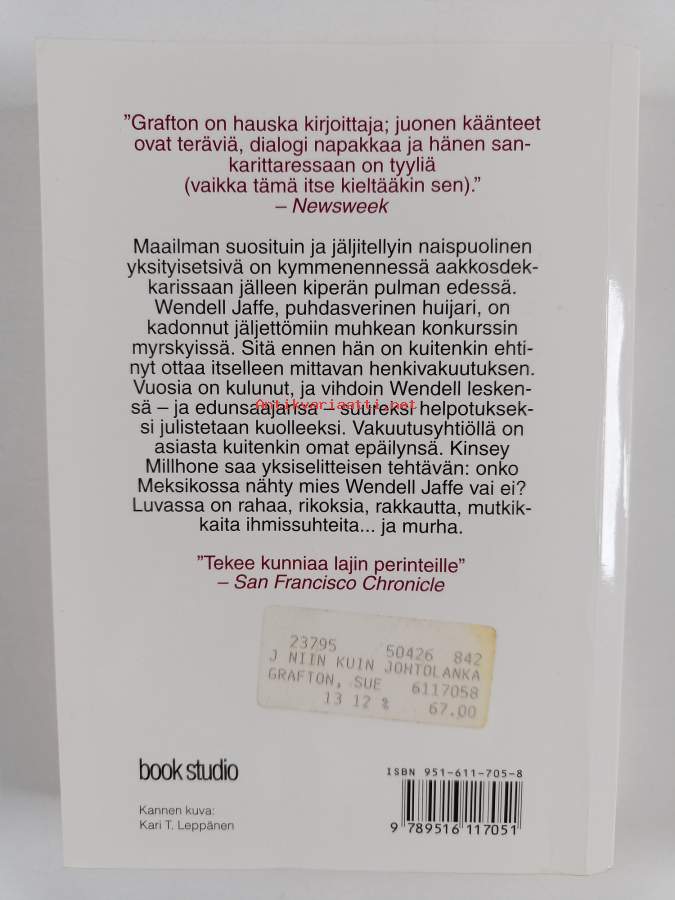 ”Grafton on hauska kirjoittaja; juonen käänteet
ovat teräviä, dialogi napakkaa ja hänen san-
karittaressaan on tyyliä
(vaikka tämä itse kieltääkin sen).”
– Newsweek
Maailman suosituin ja jäljitellyin naispuolinen
yksityisetsivä on kymmenennessä aakkosdek-
karissaan jälleen kiperän pulman edessä.
Wendell Jaffe, puhdasverinen huijari, on
kadonnut jäljettömiin muhkean konkurssin
myrskyissä. Sitä ennen hän on kuitenkin ehti-
nyt ottaa itselleen mittavan henkivakuutuksen.
Vuosia on kulunut, ja vihdoin Wendell lesken-
sä – ja edunsaajansa – suureksi helpotuksek-
Antikvariaatti.net
si julistetaan kuolleeksi. Vakuutusyhtiöllä on
asiasta kuitenkin omat epäilynsä. Kinsey
Millhone saa yksiselitteisen tehtävän: onko
Meksikossa nähty mies Wendell Jaffe vai ei?
Luvassa on rahaa, rikoksia, rakkautta, mutkik-
kaita ihmissuhteita... ja murha.
”Tekee kunniaa lajin perinteille”
– San Francisco Chronicle
23795 50426 842
J NIIN KUIN JOHTOLANKA
GRAFTON, SUE 6117058
13 12 % 67.00
book studio
Kannen kuva:
Kari T. Leppänen
ISBN 951-611-705-8
9 789516 117051